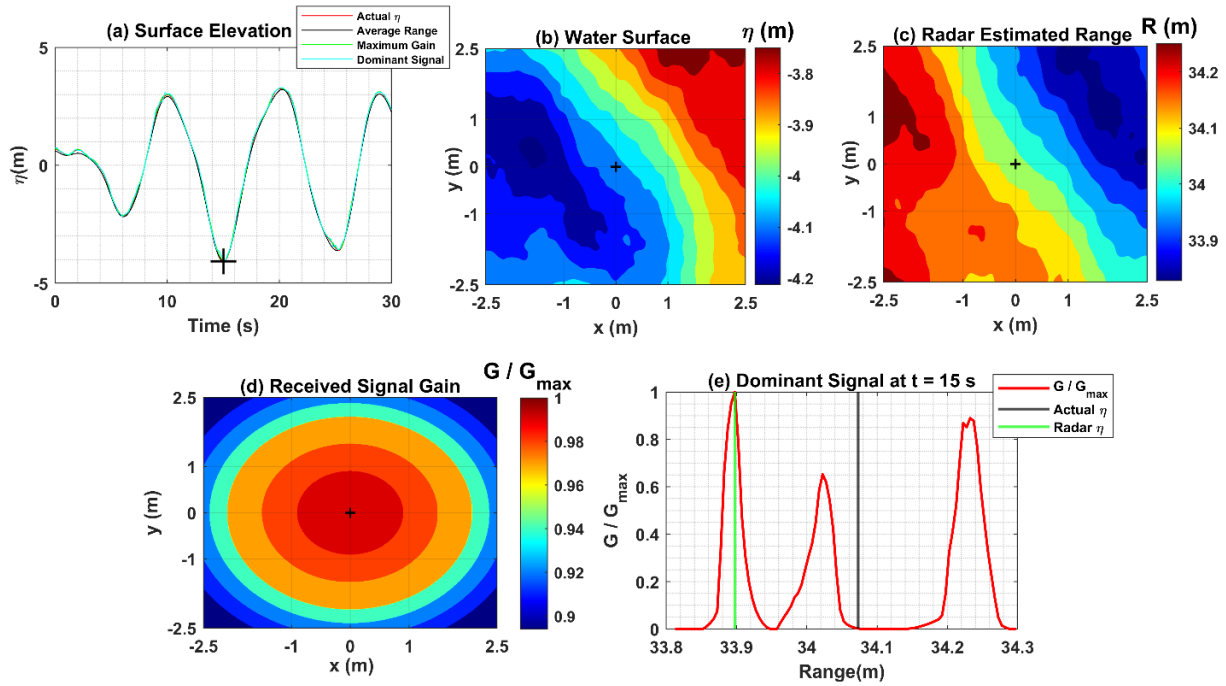 (a) Surface Elevation
Actual η
Average Range
Maximum Gain
Dominant Signal
5
0
-5
η(m)
0
10
20
30
Time (s)
(b) Water Surface
η (m)
2.5
1
0
-1
-2.5
y (m)
-2.5
-1
0
1
2.5
x (m)
-3.8
-3.9
-4
-4.1
-4.2
(c) Radar Estimated Range
R (m)
2.5
1
0
-1
-2.5
y (m)
-2.5
-1
0
1
2.5
x (m)
34.2
34.1
34
33.9
(d) Received Signal Gain
G / Gmax
2.5
1
0
-1
-2.5
y (m)
-2.5
-1
0
1
2.5
x (m)
1
0.98
0.96
0.94
0.92
0.9
(e) Dominant Signal at t = 15 s
G / Gmax
Actual η
Radar η
1
0.8
0.6
0.4
0.2
0
G / Gmax
33.8
33.9
34
34.1
34.2
34.3
Range(m)